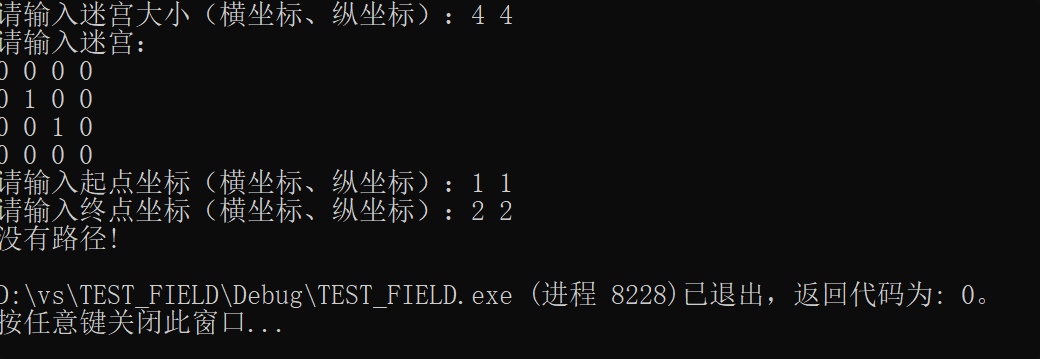 请输入迷宫大小（横坐标、纵坐标）：4 4
请输入迷宫：
0 0 0 0
0 1 0 0
0 0 1 0
0 0 0 0
请输入起点坐标（横坐标、纵坐标）：1 1
请输入终点坐标（横坐标、纵坐标）：2 2
没有路径！
D:\vs\TEST_FIELD\Debug\TEST_FIELD.exe (进程 8228)已退出，返回代码为: 0。
按任意键关闭此窗口...